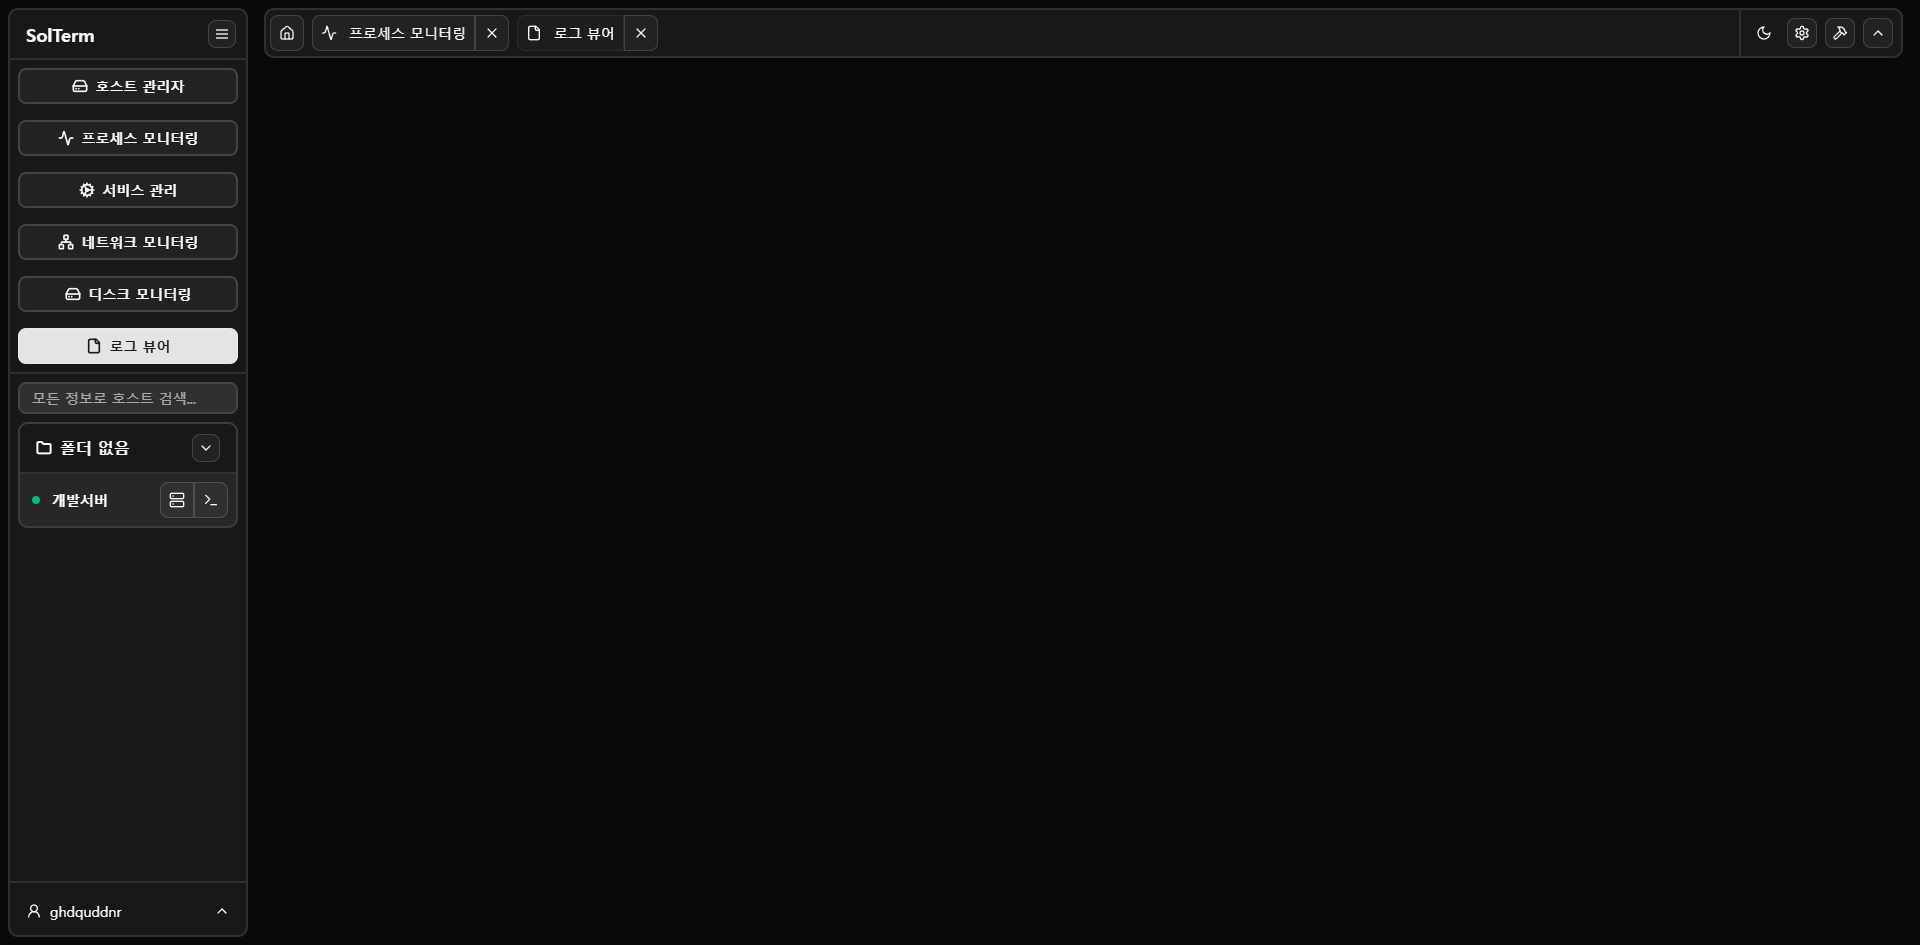 SolTerm
호스트 관리자
프로세스 모니터링
서비스 관리
네트워크 모니터링
디스크 모니터링
로그 뷰어
모든 정보로 호스트 검색...
폴더 없음
개발서버
ghdquddnr
프로세스 모니터링
로그 뷰어